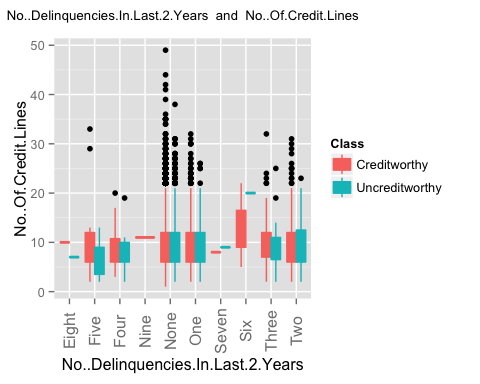 No..Delinquencies.In.Last.2.Years and No..Of.Credit.Lines
50
40
30
20
10
0
No..Of.Credit.Lines
Eight
Five
Four
Nine
None
One
Seven
Six
Three
Two
No..Delinquencies.In.Last.2.Years
Class
Creditworthy
Uncreditworthy